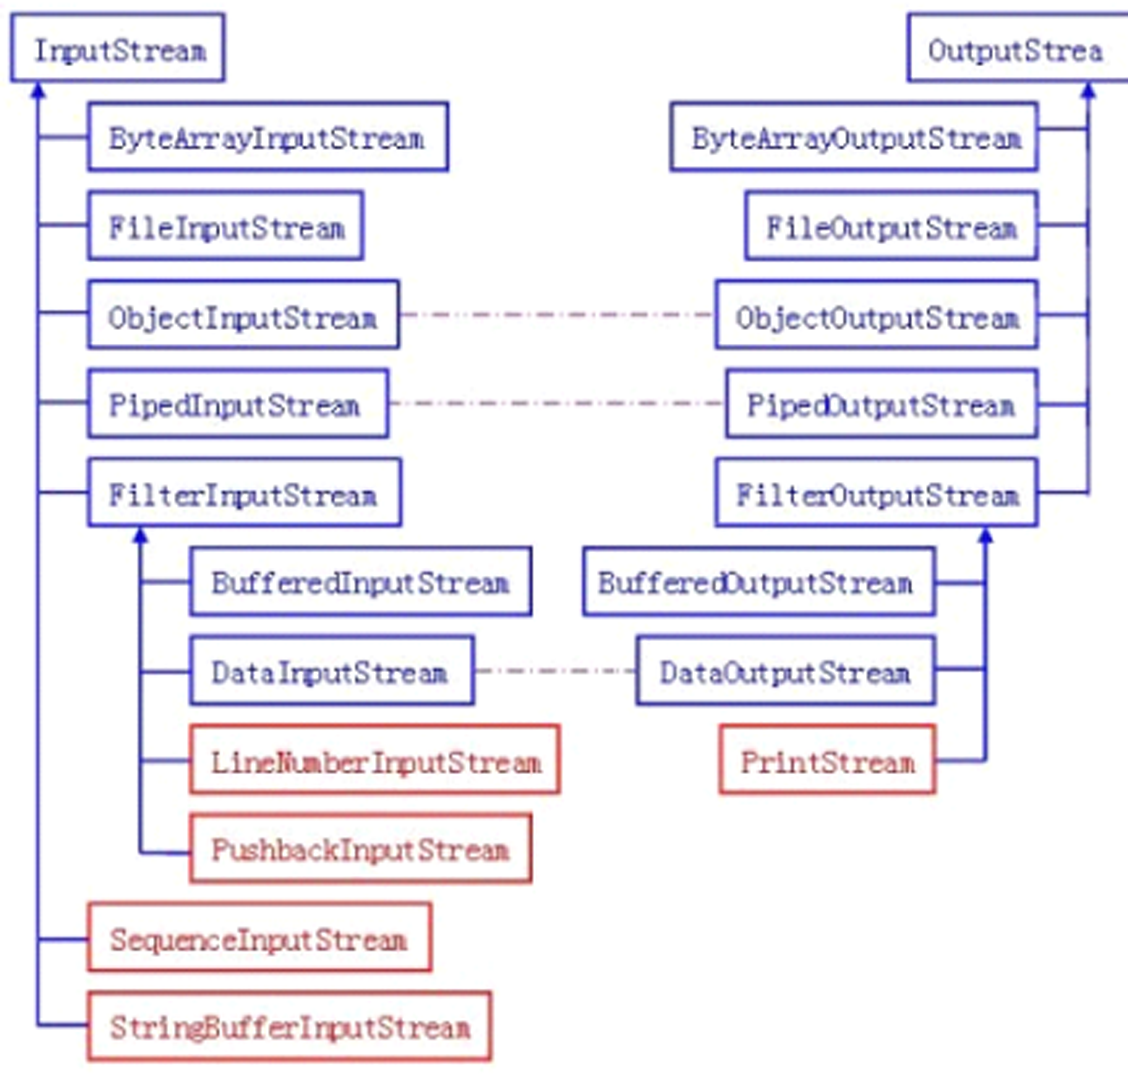 InputStream
OutputStrea
ByteArrayInputStream
ByteArrayOutputStream
FileInputStream
FileOutputStream
ObjectInputStream
ObjectOutputStream
PipedInputStream
PipedOutputStream
FilterInputStream
FilterOutputStream
BufferedInputStream
BufferedOutputStream
DataInputStream
DataOutputStream
LineNumberInputStream
PrintStream
PushbackInputStream
SequenceInputStream
StringBufferInputStream